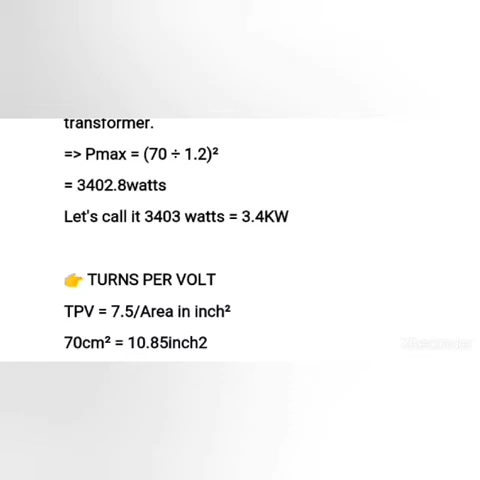 transformer.
=> Pmax = (70 ÷ 1.2)²
= 3402.8watts
Let's call it 3403 watts = 3.4KW
👉 TURNS PER VOLT
TPV = 7.5/Area in inch²
70cm² = 10.85inch2